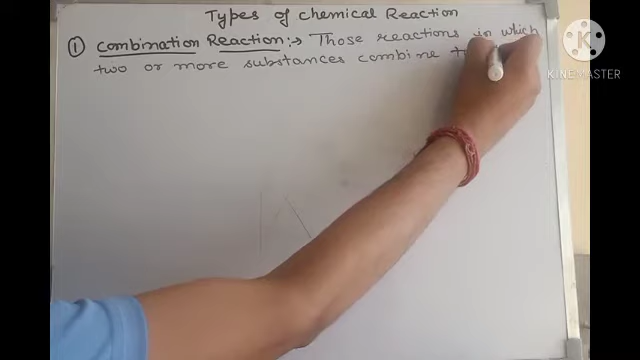 Types of Chemical Reaction
① Combination Reaction :→ Those reactions in which
two or more substances combine
KINEMASTER